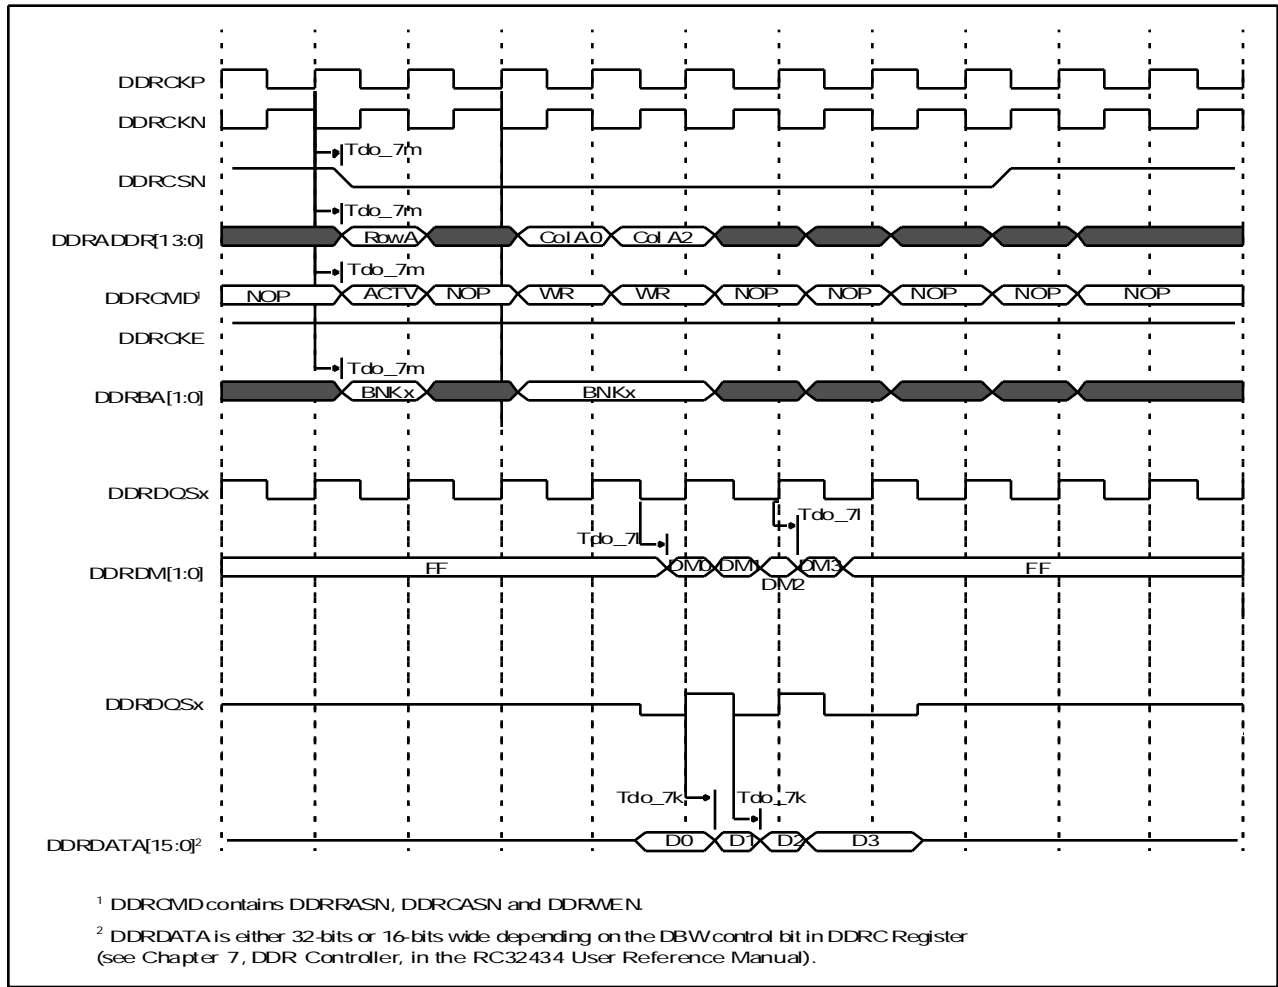 DDRCKP
DDRCKN
Tdo_7m
DDRCSN
Tdo_7m
DDRADDR[13:0] RowA Col A0 Col A2
Tdo_7m
DDRCMD¹ NOP ACTV NOP WR WR NOP NOP NOP NOP NOP
DDRCKE
Tdo_7m
DDRBA[1:0] BNKx BNKx
DDRDQSx
Tdo_7l
Tdo_7l
DDRDM[1:0] FF DM0 DM1 DM2 DM3 FF
DDRDQSx
Tdo_7k Tdo_7k
DDRDATA[15:0]² D0 D1 D2 D3
¹ DDRCMD contains DDRRASN, DDRCASN and DDRWEN.
² DDRDATA is either 32-bits or 16-bits wide depending on the DBW control bit in DDRC Register
(see Chapter 7, DDR Controller, in the RC32434 User Reference Manual).